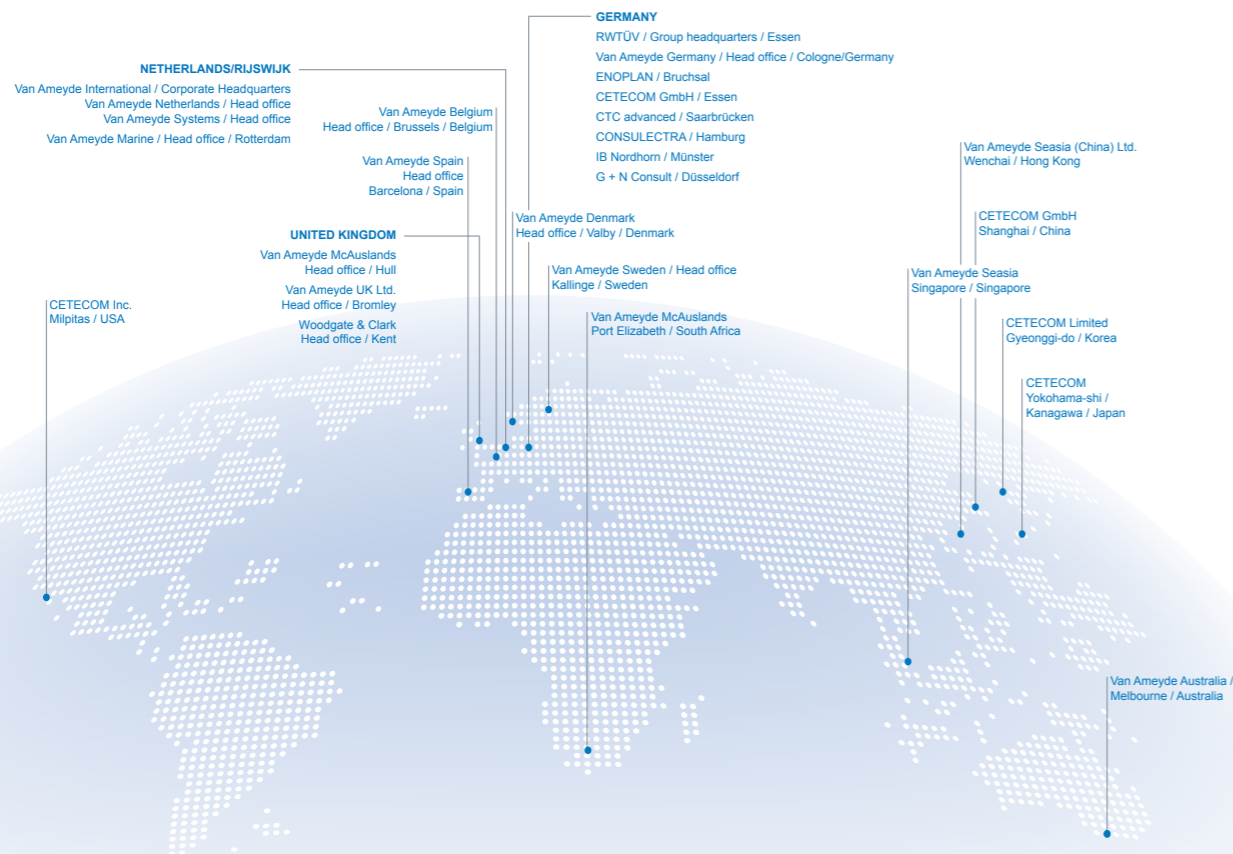 GERMANY
RWTÜV / Group headquarters / Essen
Van Ameyde Germany / Head office / Cologne/Germany
ENOPLAN / Bruchsal
CETECOM GmbH / Essen
CTC advanced / Saarbrücken
CONSULECTRA / Hamburg
IB Nordhorn / Münster
G + N Consult / Düsseldorf
NETHERLANDS/RIJSWIJK
Van Ameyde International / Corporate Headquarters
Van Ameyde Netherlands / Head office
Van Ameyde Systems / Head office
Van Ameyde Marine / Head office / Rotterdam
Van Ameyde Belgium
Head office / Brussels / Belgium
Van Ameyde Spain
Head office
Barcelona / Spain
Van Ameyde Denmark
Head office / Valby / Denmark
UNITED KINGDOM
Van Ameyde McAuslands
Head office / Hull
Van Ameyde UK Ltd.
Head office / Bromley
Woodgate & Clark
Head office / Kent
Van Ameyde Sweden / Head office
Kallinge / Sweden
Van Ameyde McAuslands
Port Elizabeth / South Africa
CETECOM Inc.
Milpitas / USA
Van Ameyde Seasia (China) Ltd.
Wenchai / Hong Kong
CETECOM GmbH
Shanghai / China
Van Ameyde Seasia
Singapore / Singapore
CETECOM Limited
Gyeonggi-do / Korea
CETECOM
Yokohama-shi /
Kanagawa / Japan
Van Ameyde Australia /
Melbourne / Australia